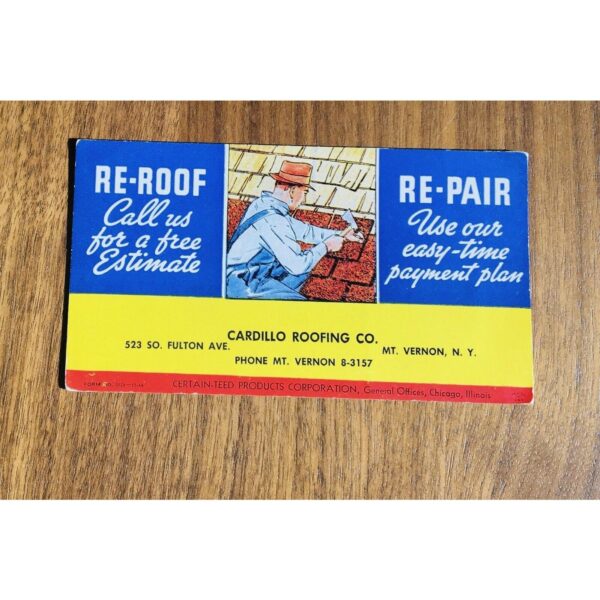 RE-ROOF
Call us
for a free
Estimate
RE-PAIR
Use our
easy-time
payment plan
CARDILLO ROOFING CO.
523 SO. FULTON AVE. MT. VERNON, N. Y.
PHONE MT. VERNON 8-3157
CERTAIN-TEED PRODUCTS CORPORATION, General Offices, Chicago, Illinois